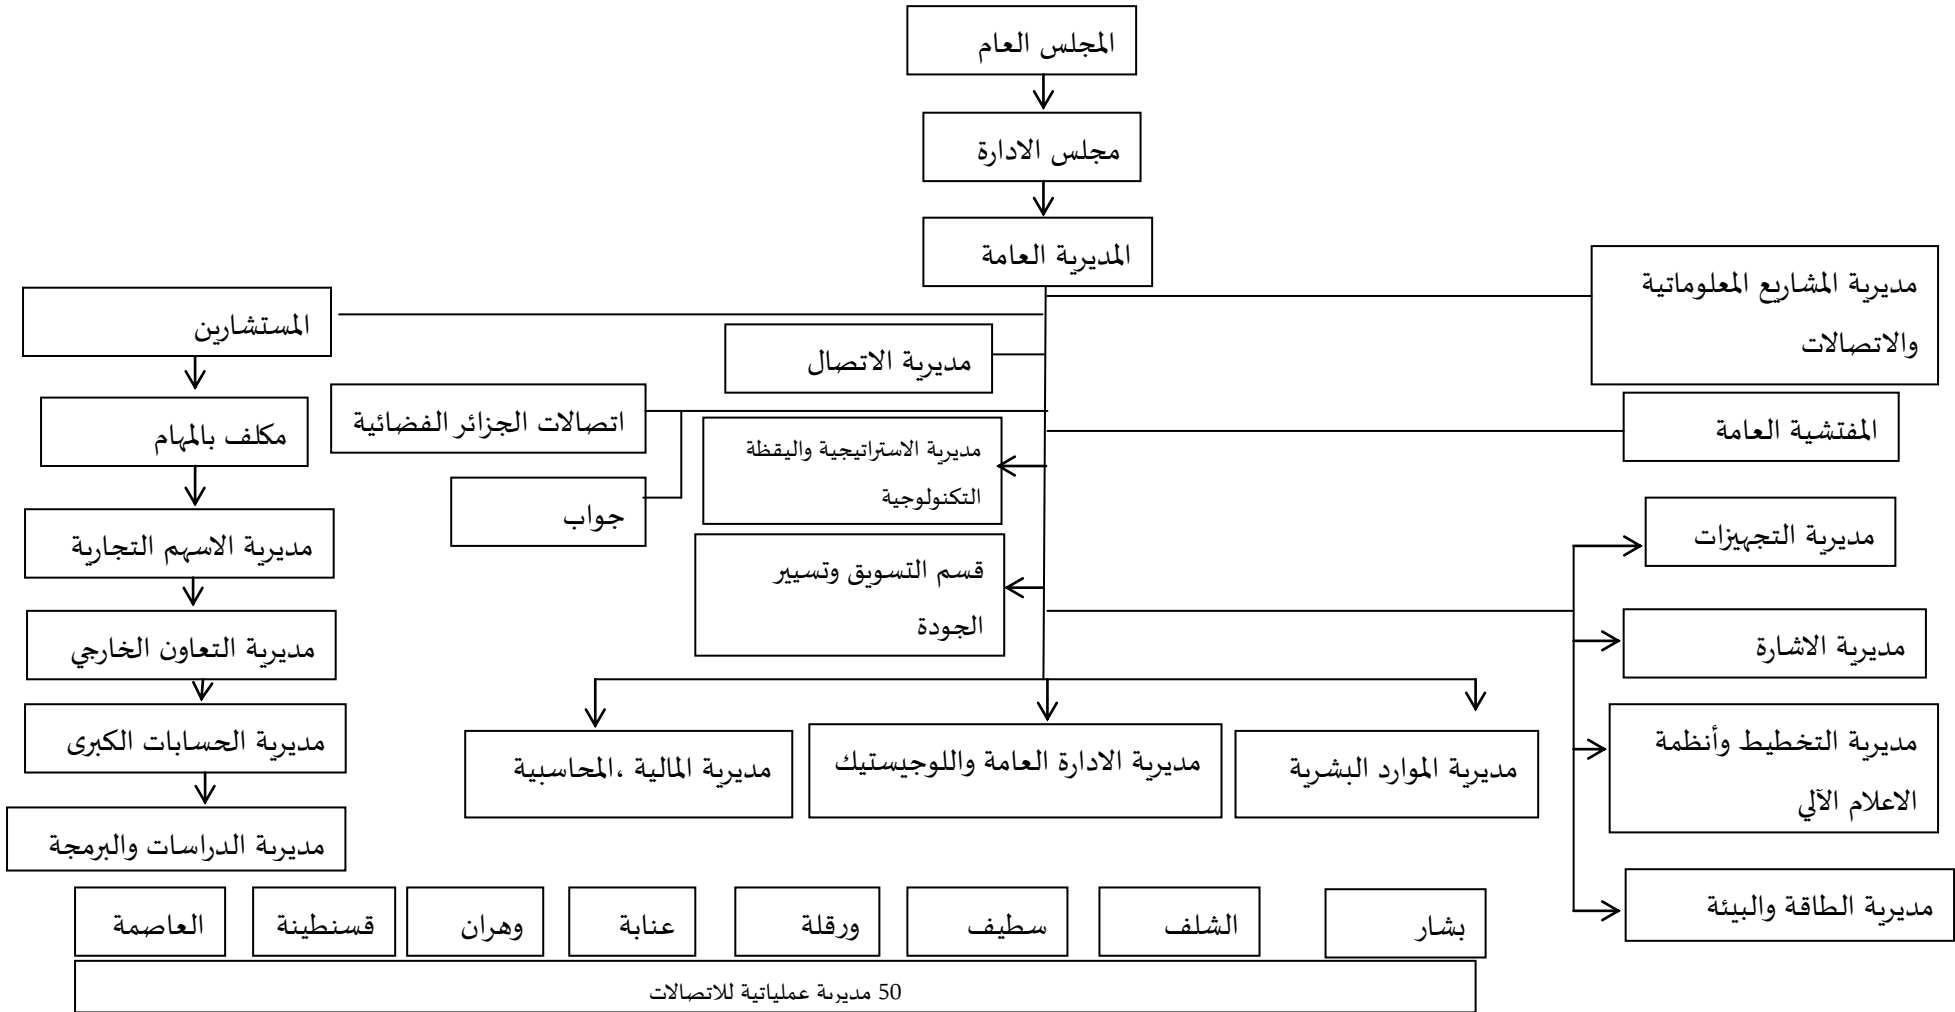 المجلس العام
مجلس الادارة
المديرية العامة
مديرية المشاريع المعلوماتية
والاتصالات
المستشارين
مديرية الاتصال
اتصالات الجزائر الفضائية
المفتشية العامة
مكلف بالمهام
مديرية الاستراتيجية واليقظة
التكنولوجية
جواب
مديرية التجهيزات
مديرية الاسهم التجارية
قسم التسويق وتسيير
الجودة
مديرية الاشارة
مديرية التعاون الخارجي
مديرية التخطيط وأنظمة
الاعلام الآلي
مديرية الحسابات الكبرى
مديرية الموارد البشرية
مديرية الادارة العامة واللوجيستيك
مديرية المالية ،المحاسبية
مديرية الدراسات والبرمجة
مديرية الطاقة والبيئة
بشار
الشلف
سطيف
ورقلة
عنابة
وهران
قسنطينة
العاصمة
50 مديرية عملياتية للاتصالات